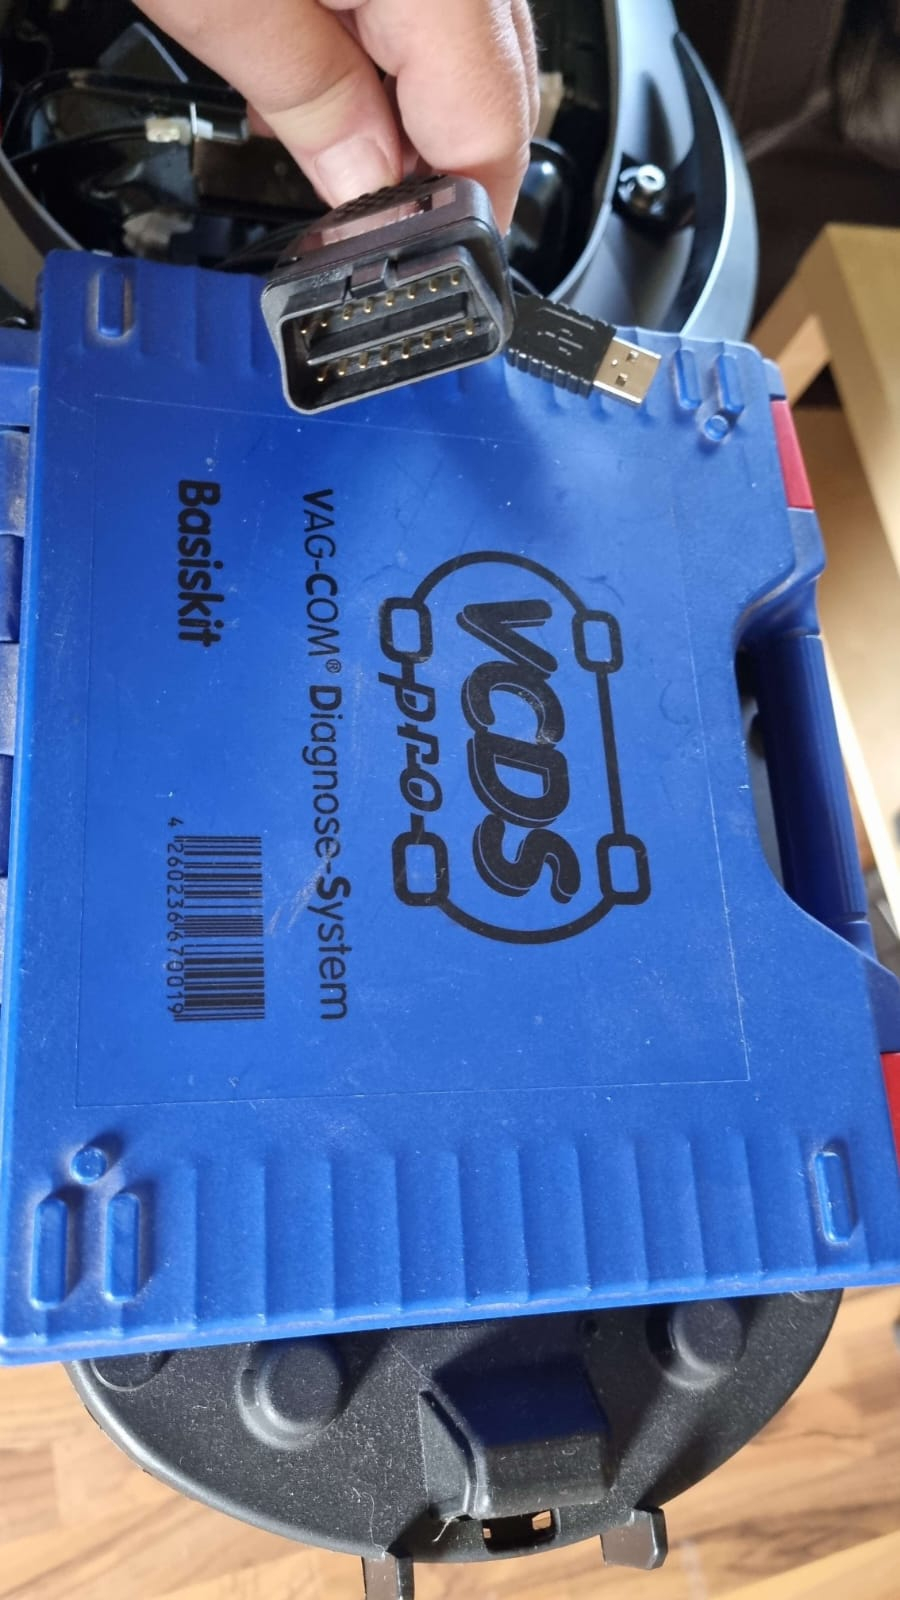 VCDS
pro
VAG-COM® Diagnose-System
Basiskit
4 260236 670019